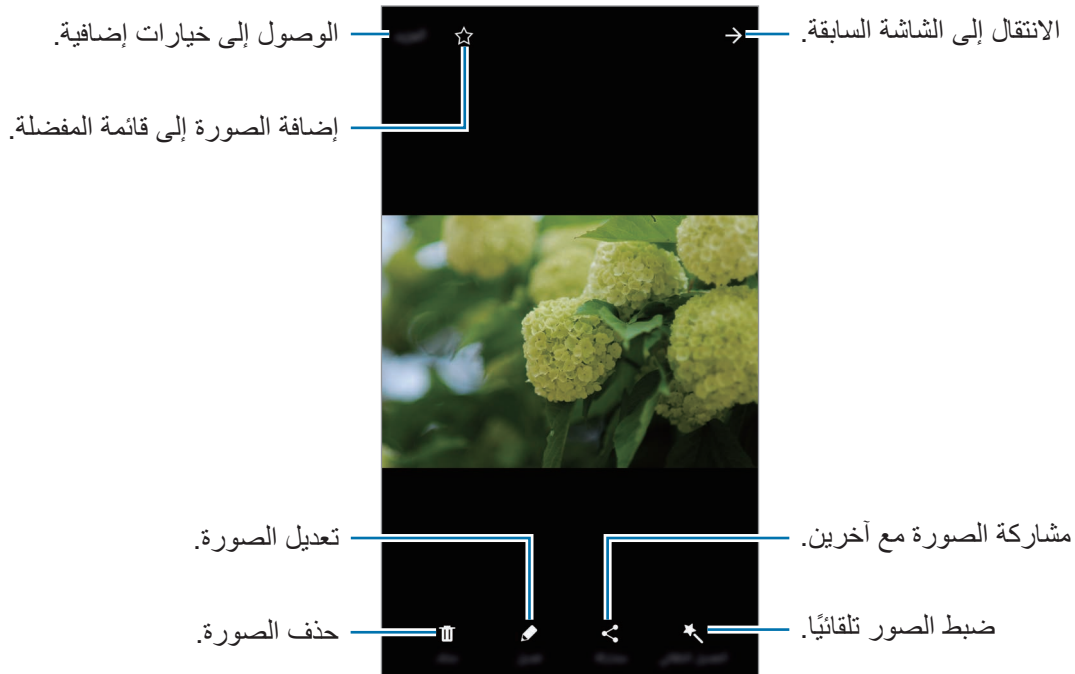 الانتقال إلى الشاشة السابقة.
الوصول إلى خيارات إضافية.
إضافة الصورة إلى قائمة المفضلة.
مشاركة الصورة مع آخرين.
تعديل الصورة.
ضبط الصور تلقائيًا.
حذف الصورة.